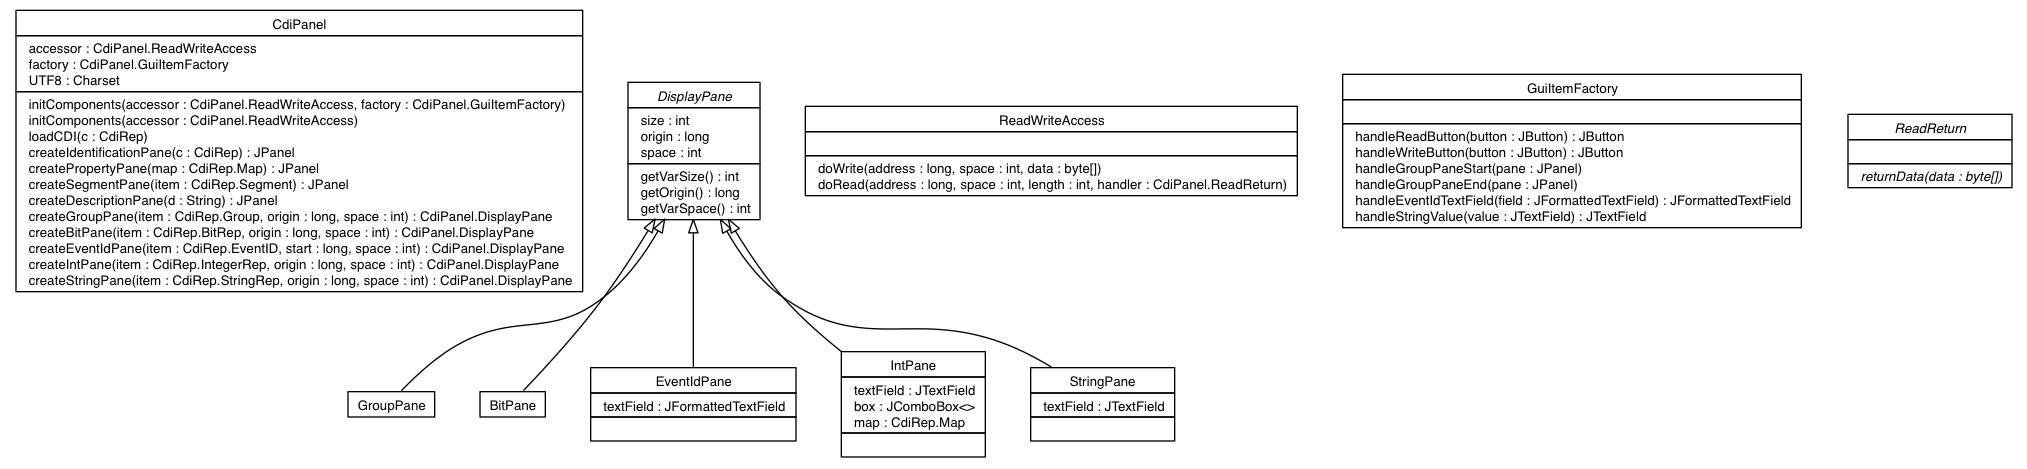 CdiPanel
accessor : CdiPanel.ReadWriteAccess
factory : CdiPanel.GuiItemFactory
UTF8 : Charset
initComponents(accessor : CdiPanel.ReadWriteAccess, factory : CdiPanel.GuiItemFactory)
initComponents(accessor : CdiPanel.ReadWriteAccess)
loadCDI(c : CdiRep)
createIdentificationPane(c : CdiRep) : JPanel
createPropertyPane(map : CdiRep.Map) : JPanel
createSegmentPane(item : CdiRep.Segment) : JPanel
createDescriptionPane(d : String) : JPanel
createGroupPane(item : CdiRep.Group, origin : long, space : int) : CdiPanel.DisplayPane
createBitPane(item : CdiRep.BitRep, origin : long, space : int) : CdiPanel.DisplayPane
createEventIdPane(item : CdiRep.EventID, start : long, space : int) : CdiPanel.DisplayPane
createIntPane(item : CdiRep.IntegerRep, origin : long, space : int) : CdiPanel.DisplayPane
createStringPane(item : CdiRep.StringRep, origin : long, space : int) : CdiPanel.DisplayPane
DisplayPane
size : int
origin : long
space : int
getVarSize() : int
getOrigin() : long
getVarSpace() : int
ReadWriteAccess
doWrite(address : long, space : int, data : byte[])
doRead(address : long, space : int, length : int, handler : CdiPanel.ReadReturn)
GuiItemFactory
handleReadButton(button : JButton) : JButton
handleWriteButton(button : JButton) : JButton
handleGroupPaneStart(pane : JPanel)
handleGroupPaneEnd(pane : JPanel)
handleEventIdTextField(field : JFormattedTextField) : JFormattedTextField
handleStringValue(value : JTextField) : JTextField
ReadReturn
returnData(data : byte[])
GroupPane
BitPane
EventIdPane
textField : JFormattedTextField
IntPane
textField : JTextField
box : JComboBox<>
map : CdiRep.Map
StringPane
textField : JTextField